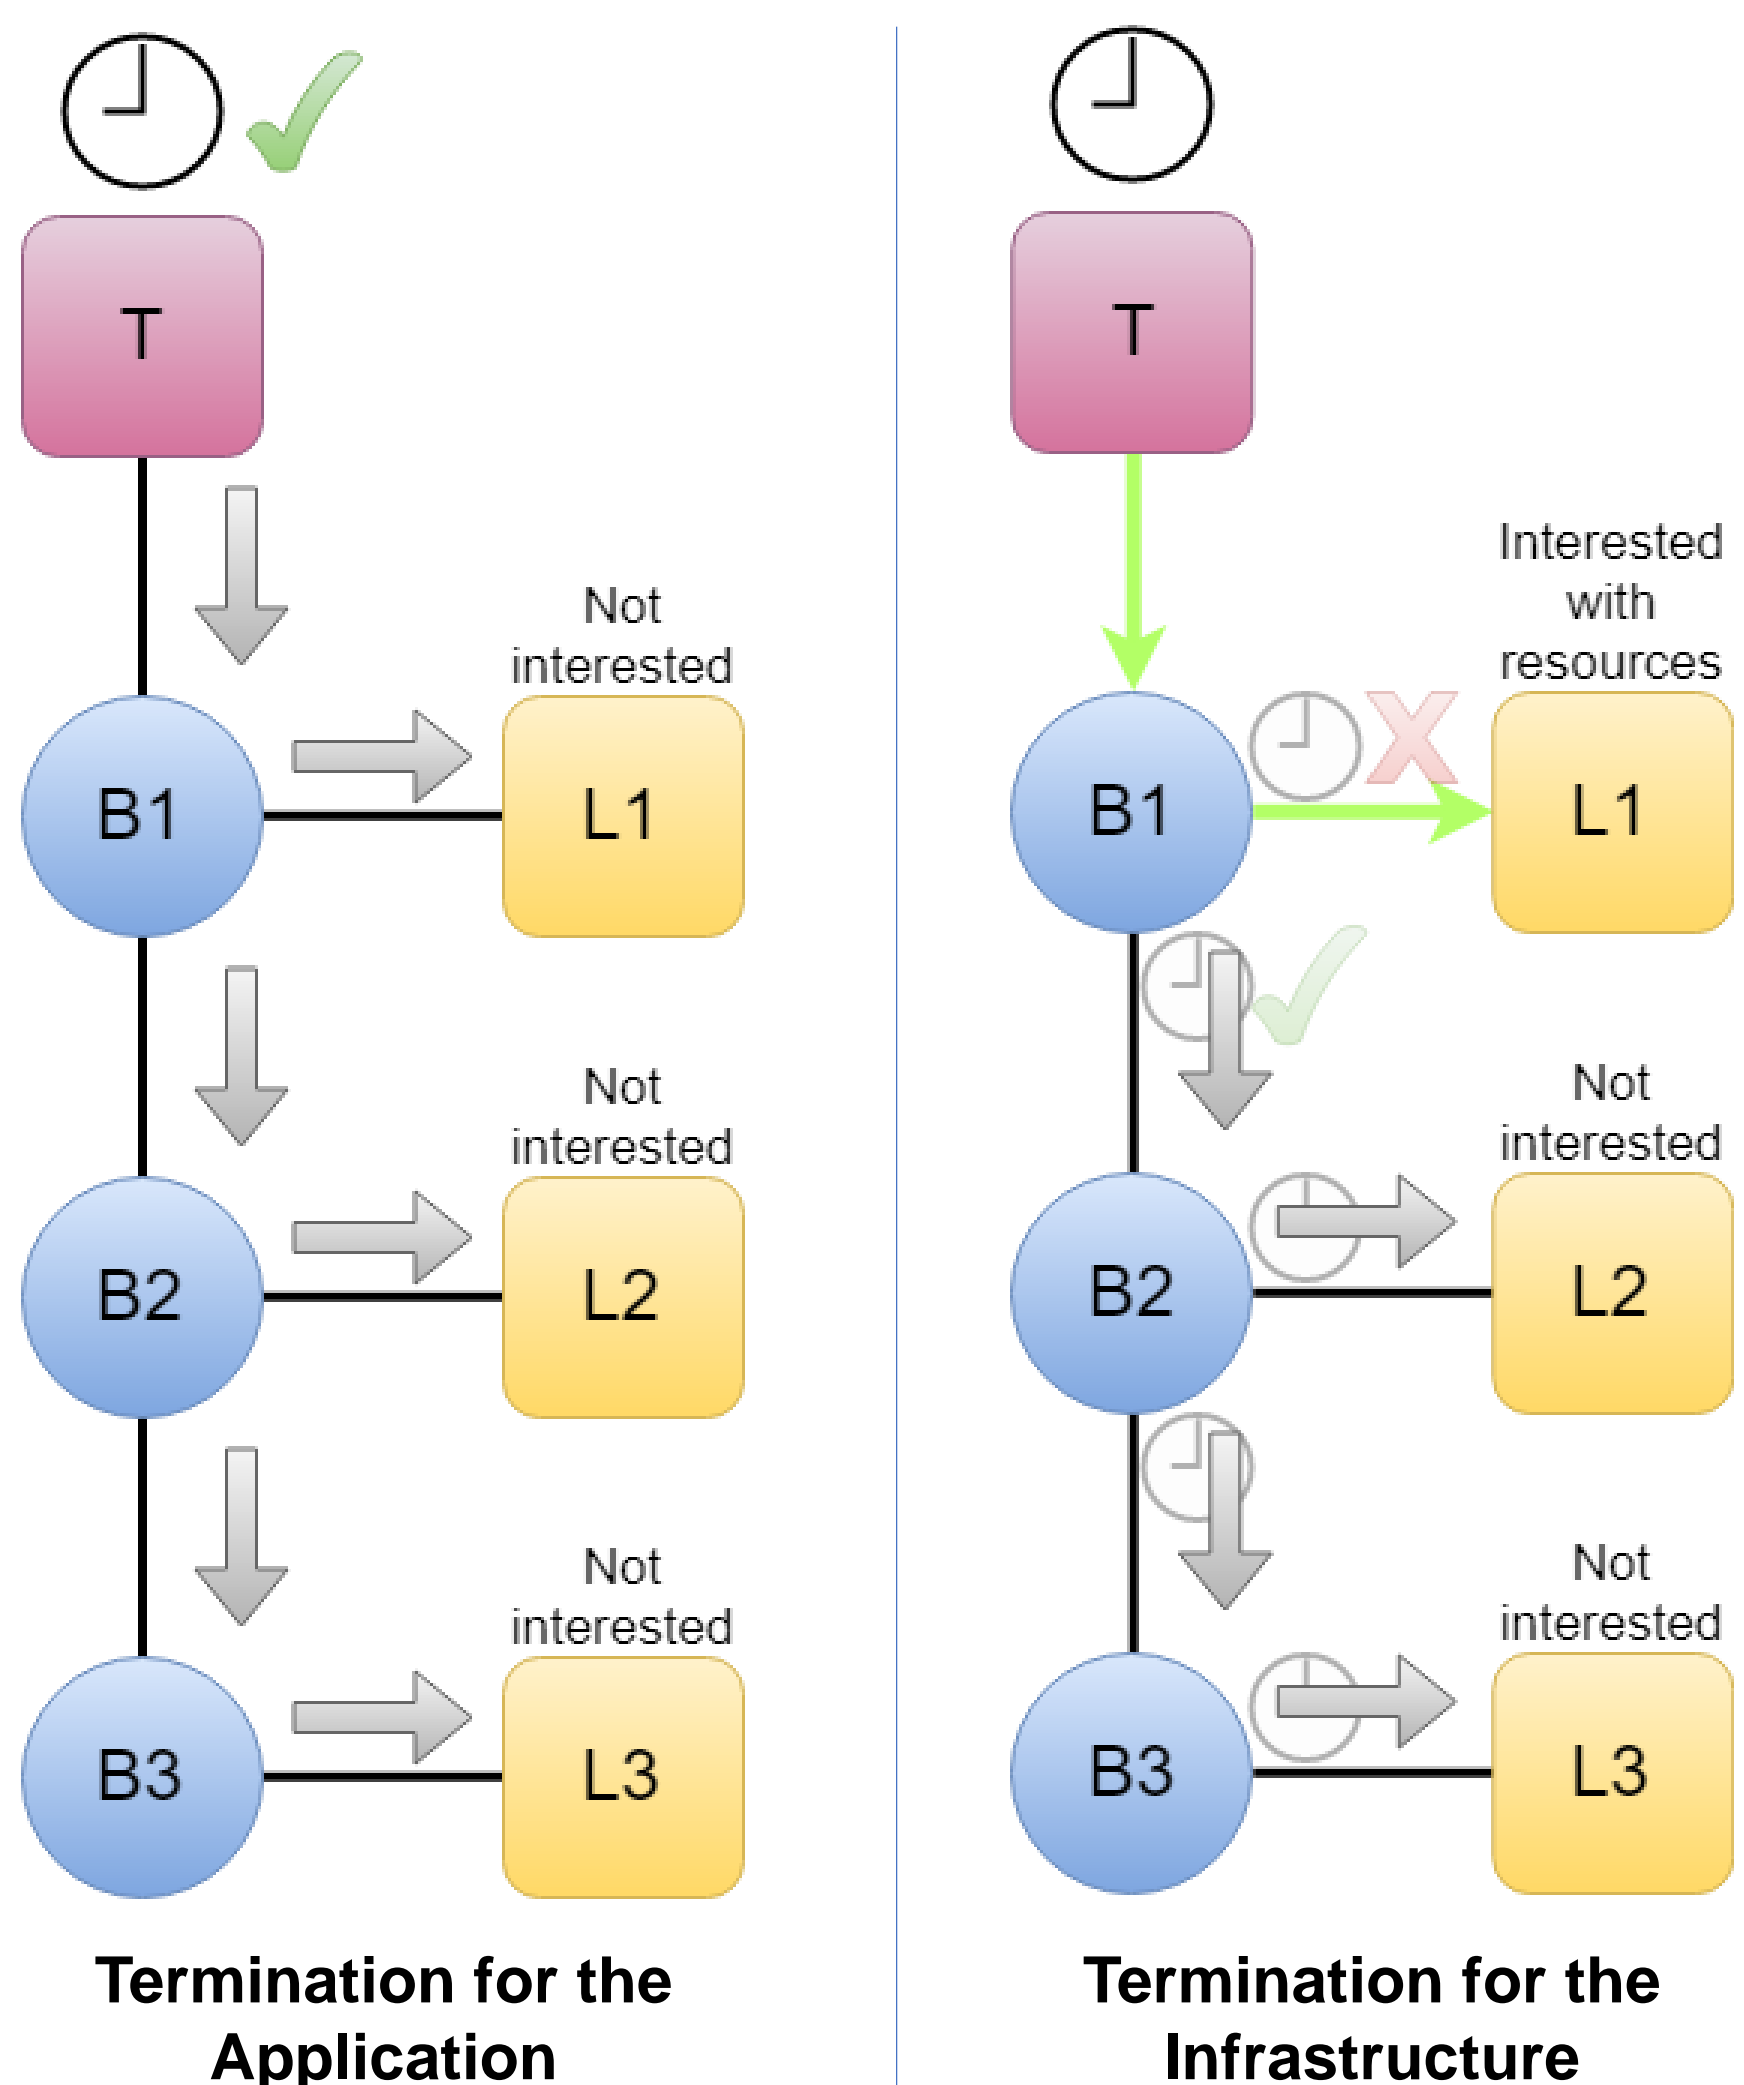 T
Not
interested
B1
L1
Not
interested
B2
L2
Not
interested
B3
L3
Termination for the
Application
T
Interested
with
resources
B1
X
L1
Not
interested
B2
L2
Not
interested
B3
L3
Termination for the
Infrastructure